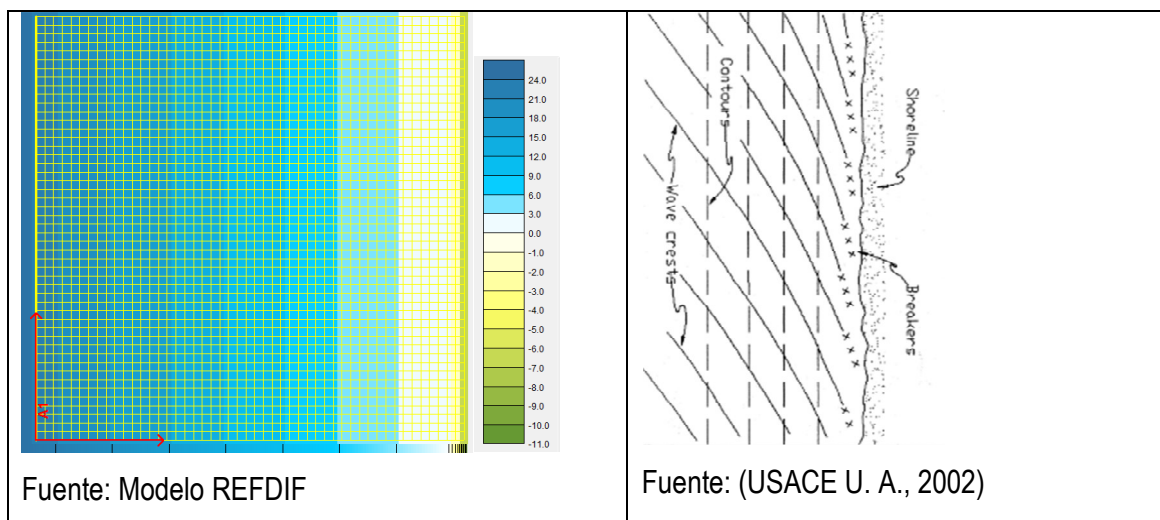 24.0
21.0
18.0
15.0
12.0
9.0
6.0
3.0
0.0
-1.0
-2.0
-3.0
-4.0
-5.0
-6.0
-7.0
-8.0
-9.0
-10.0
-11.0
A1
Fuente: Modelo REFDIF
Shoreline
Contours
Wave crests
Breakers
Fuente: (USACE U. A., 2002)